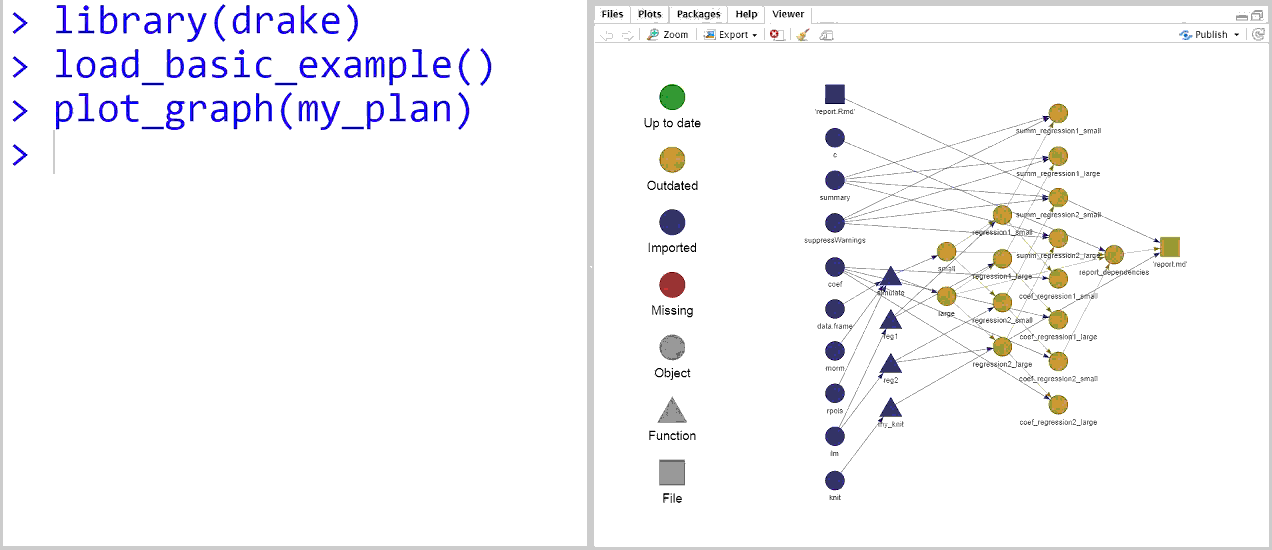 > library(drake)
> load_basic_example()
> plot_graph(my_plan)
>
Files Plots Packages Help Viewer
Zoom Export Publish
Up to date
Outdated
Imported
Missing
Object
Function
File
'report.Rmd'
c
summary
suppressWarnings
coef
data.frame
rnorm
rpois
lm
knit
simulate
reg1
reg2
my_knit
small
large
regression1_small
regression1_large
regression2_small
regression2_large
summ_regression1_small
summ_regression1_large
summ_regression2_small
summ_regression2_large
coef_regression1_small
coef_regression1_large
coef_regression2_small
coef_regression2_large
report_dependencies
'report.md'